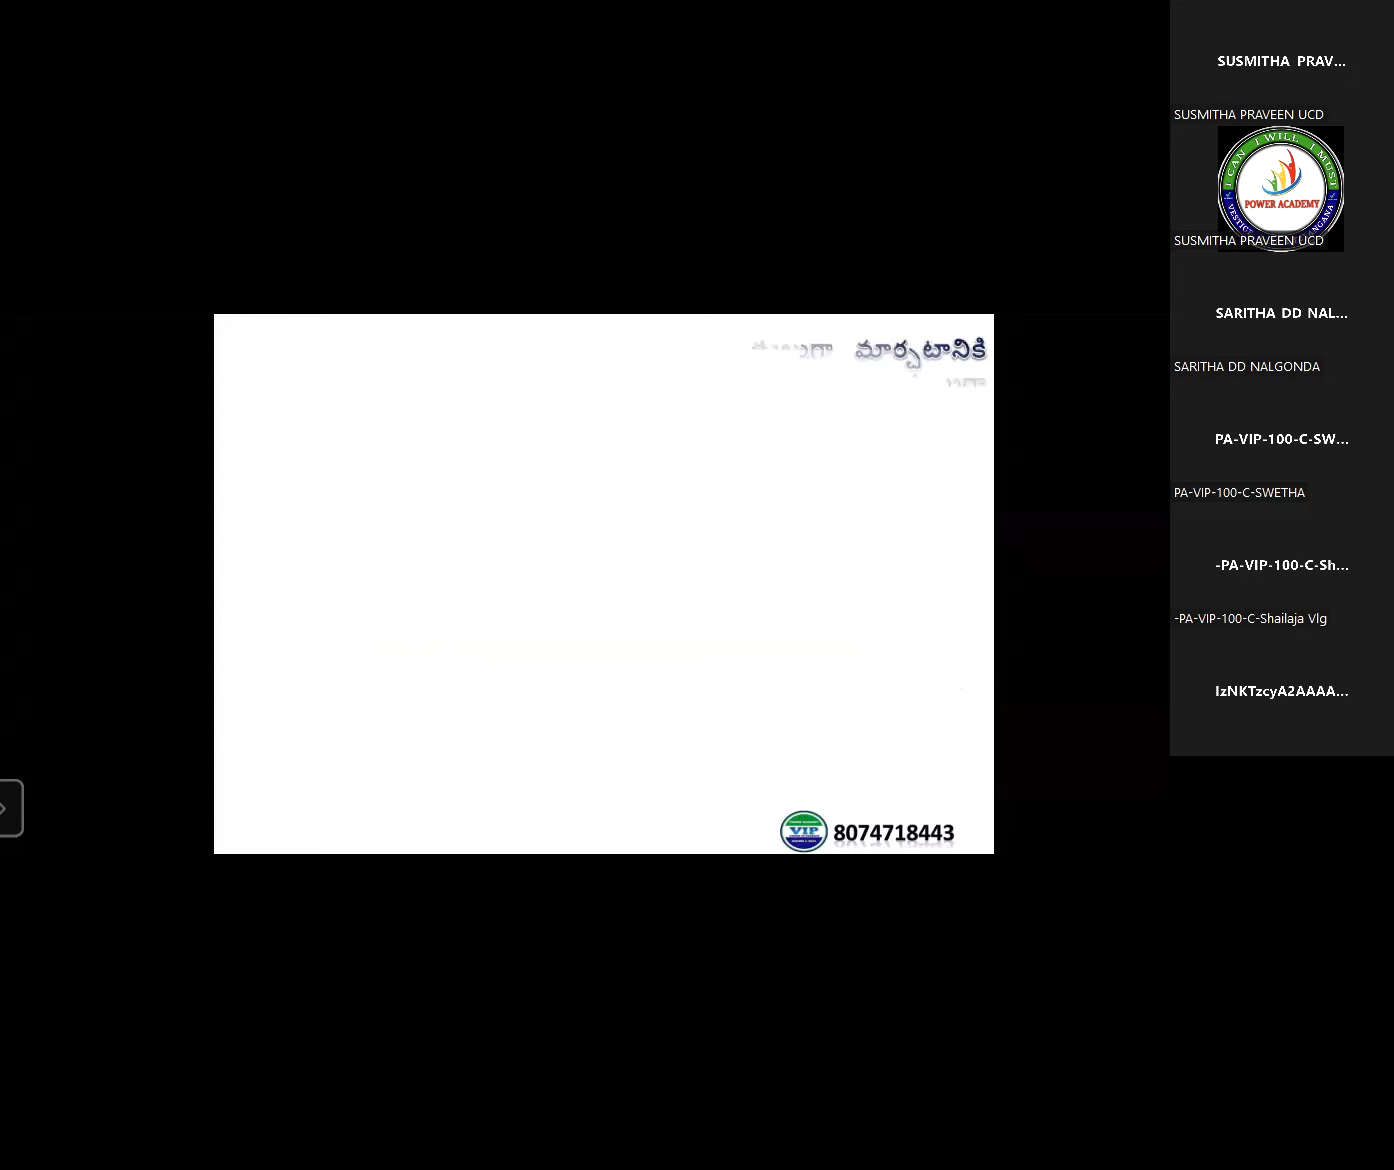 SUSMITHA PRAV...
SUSMITHA PRAVEEN UCD
I CAN I WILL I MUST
POWER ACADEMY
SUSMITHA PRAVEEN UCD
SARITHA DD NAL...
SARITHA DD NALGONDA
మార్చటానికి
PA-VIP-100-C-SW...
PA-VIP-100-C-SWETHA
-PA-VIP-100-C-Sh...
-PA-VIP-100-C-Shailaja Vlg
IzNKTzcyA2AAAA...
VIP
8074718443